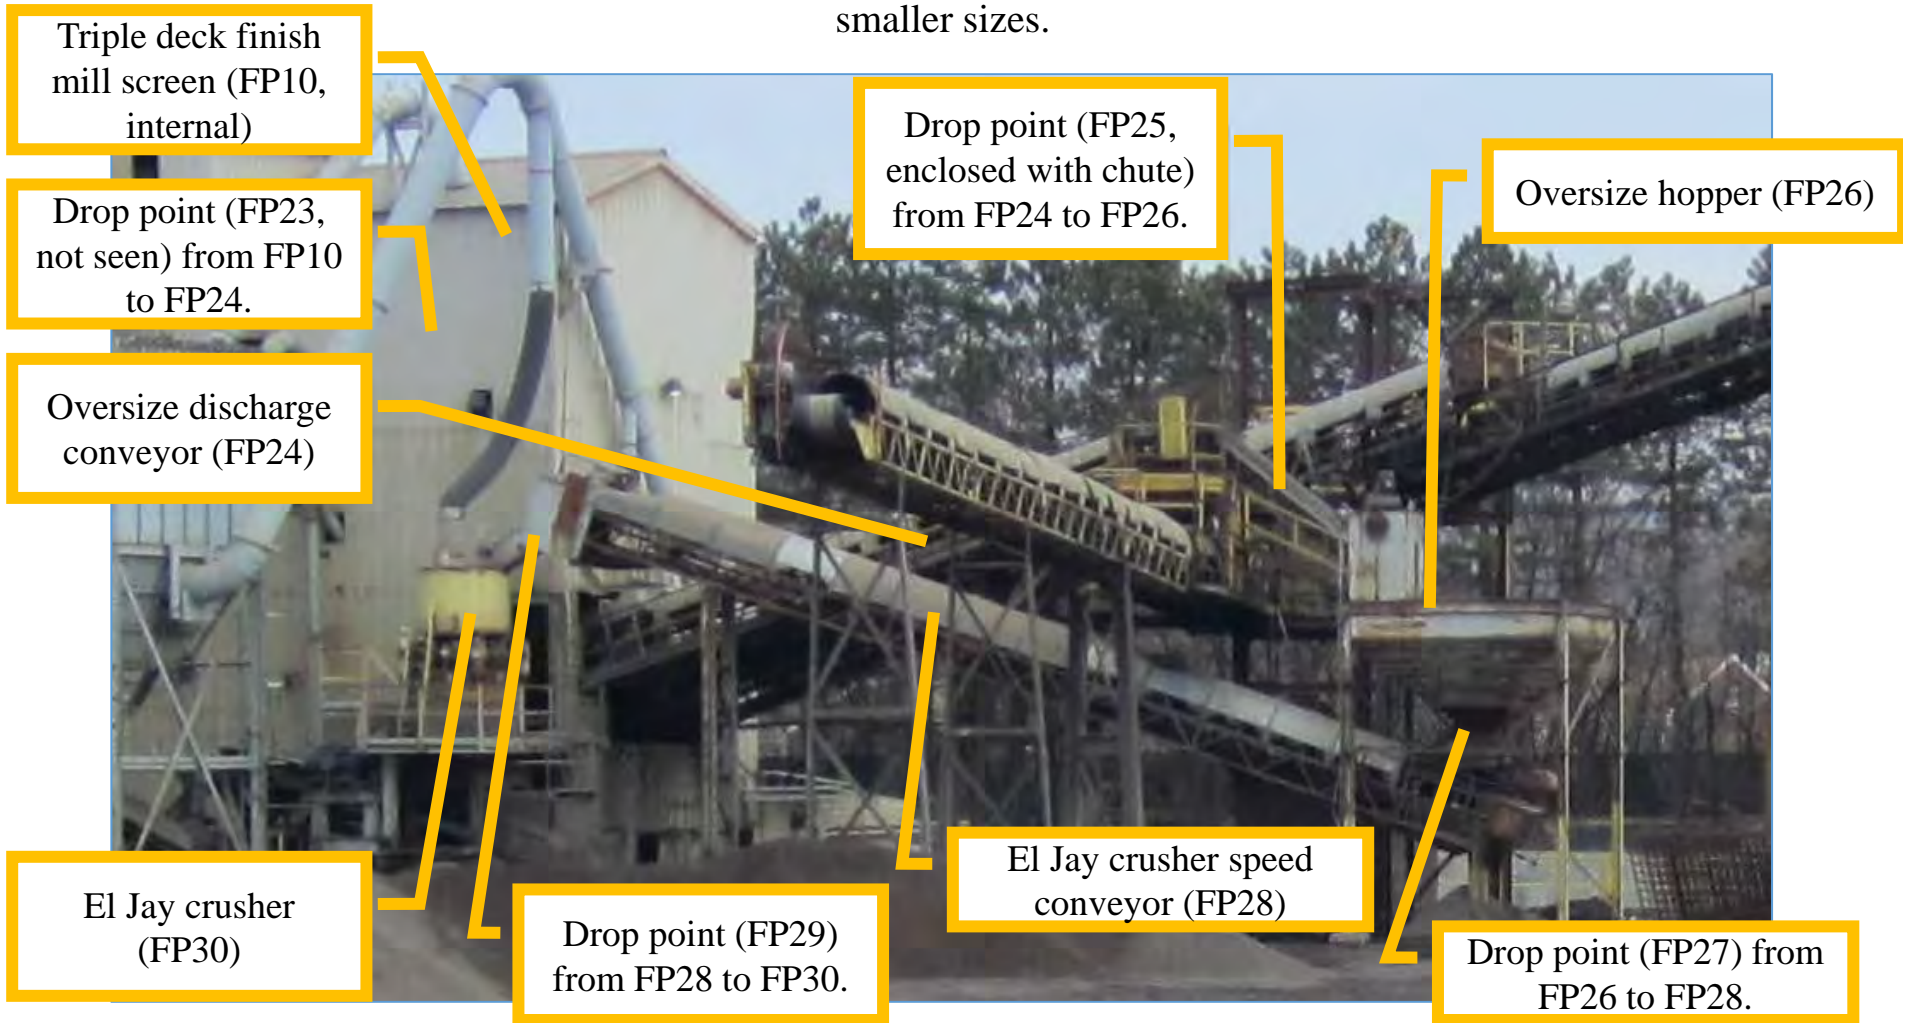 smaller sizes.
Triple deck finish
mill screen (FP10,
internal)
Drop point (FP23,
not seen) from FP10
to FP24.
Oversize discharge
conveyor (FP24)
Drop point (FP25,
enclosed with chute)
from FP24 to FP26.
Oversize hopper (FP26)
El Jay crusher
(FP30)
Drop point (FP29)
from FP28 to FP30.
El Jay crusher speed
conveyor (FP28)
Drop point (FP27) from
FP26 to FP28.